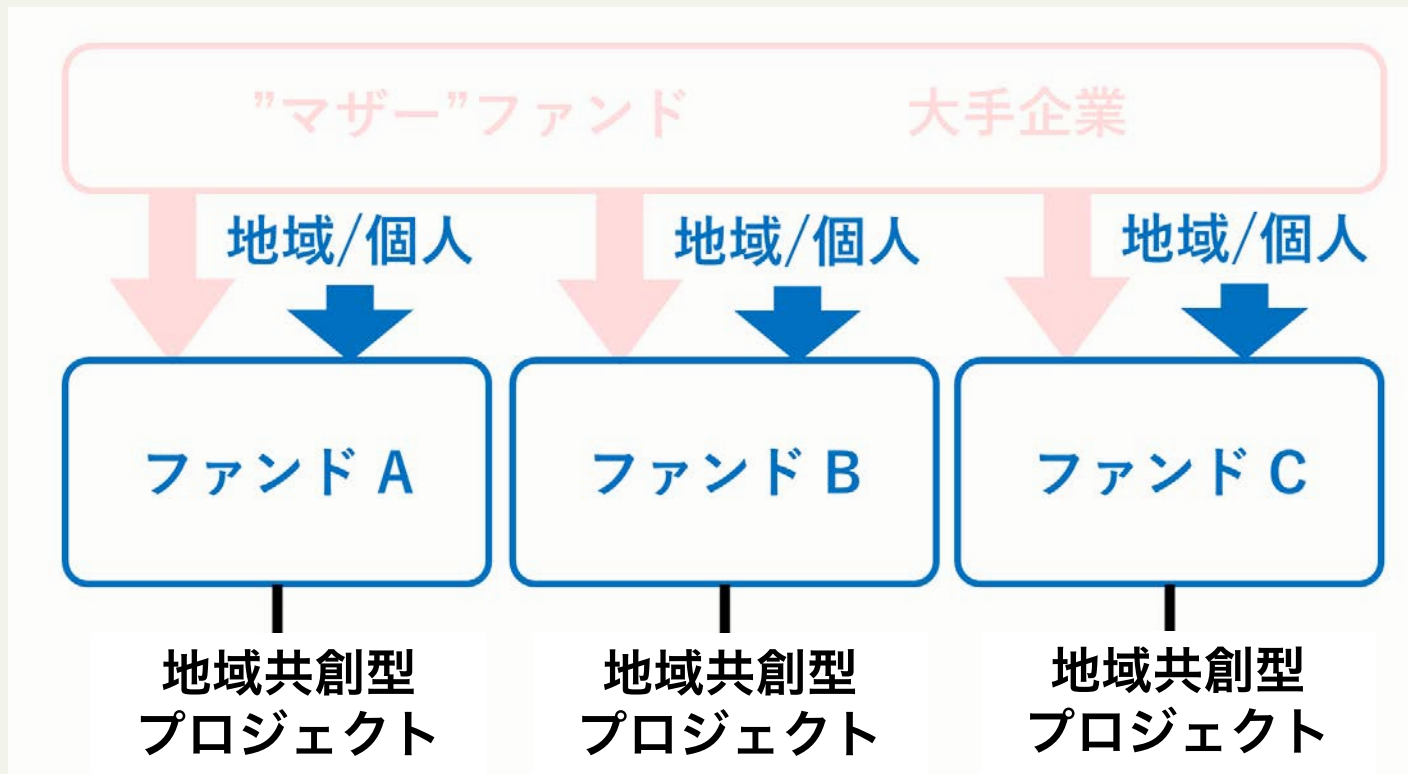 ”マザー”ファンド 大手企業
地域/個人 地域/個人 地域/個人
ファンド A ファンド B ファンド C
地域共創型
プロジェクト
地域共創型
プロジェクト
地域共創型
プロジェクト